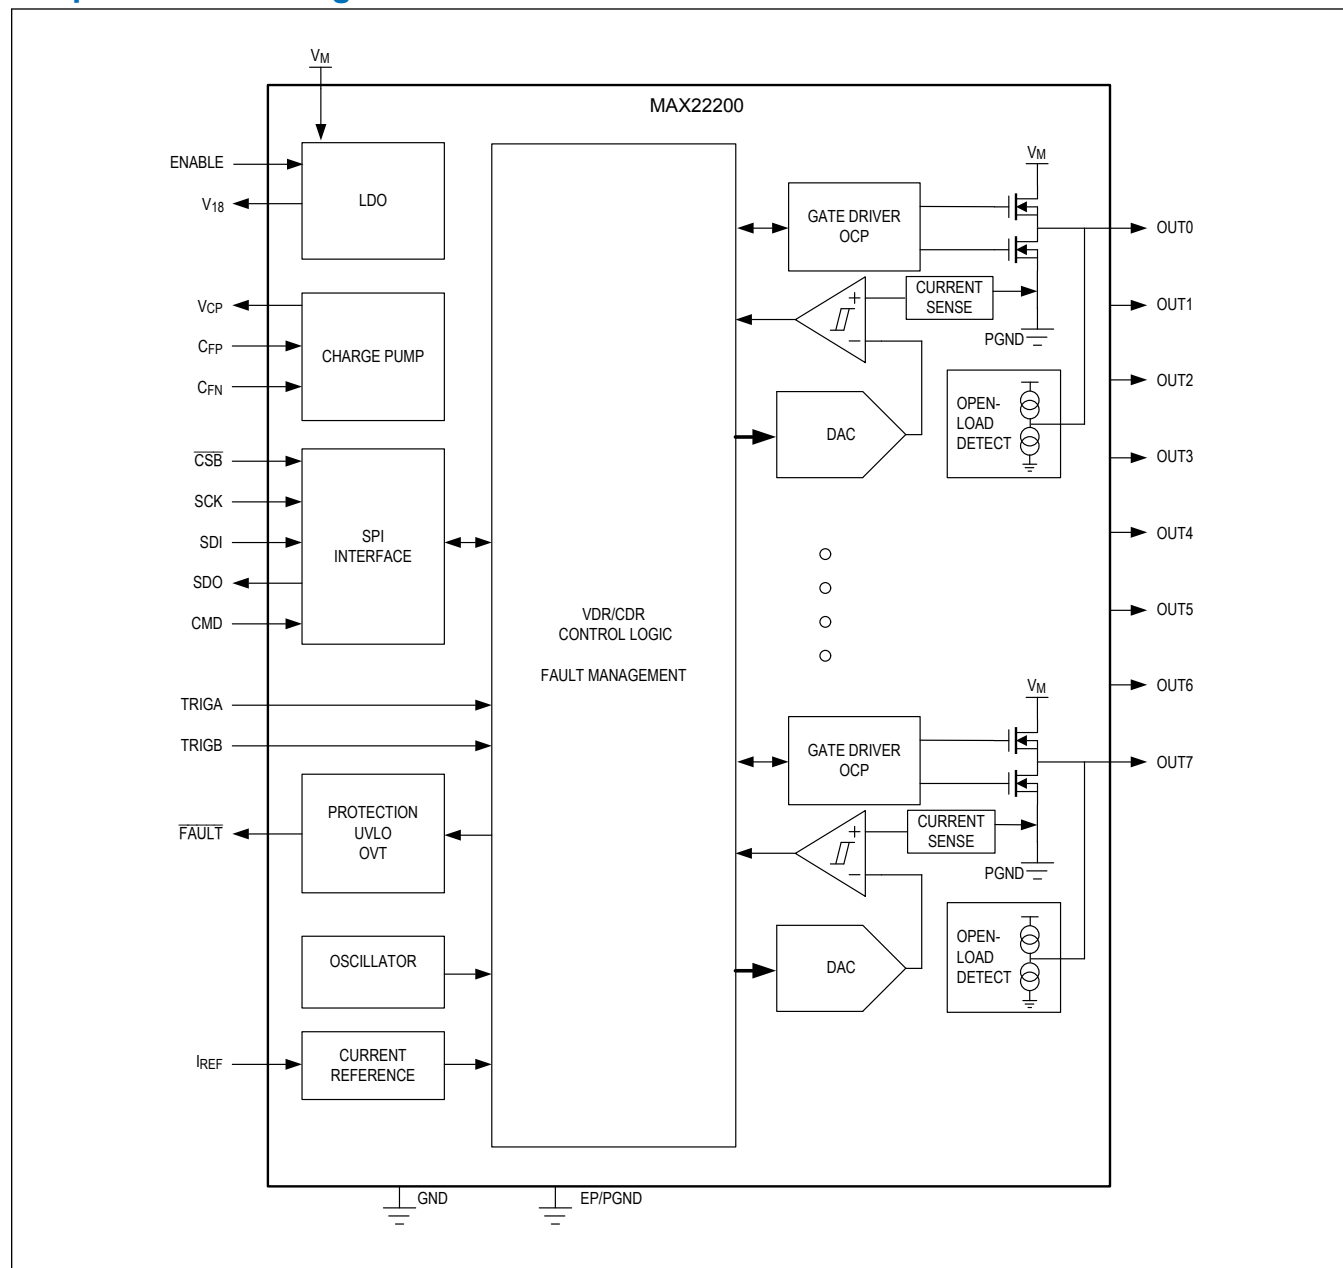 VM
MAX22200
ENABLE
V18
LDO
VCP
CFP
CFN
CHARGE PUMP
CSB
SCK
SDI
SDO
CMD
SPI
INTERFACE
TRIGA
TRIGB
FAULT
PROTECTION
UVLO
OVT
OSCILLATOR
IREF
CURRENT
REFERENCE
VDR/CDR
CONTROL LOGIC
FAULT MANAGEMENT
VM
GATE DRIVER
OCP
+
−
CURRENT
SENSE
PGND
DAC
OPEN-
LOAD
DETECT
OUT0
OUT1
OUT2
OUT3
OUT4
OUT5
OUT6
OUT7
VM
GATE DRIVER
OCP
+
−
CURRENT
SENSE
PGND
DAC
OPEN-
LOAD
DETECT
GND
EP/PGND